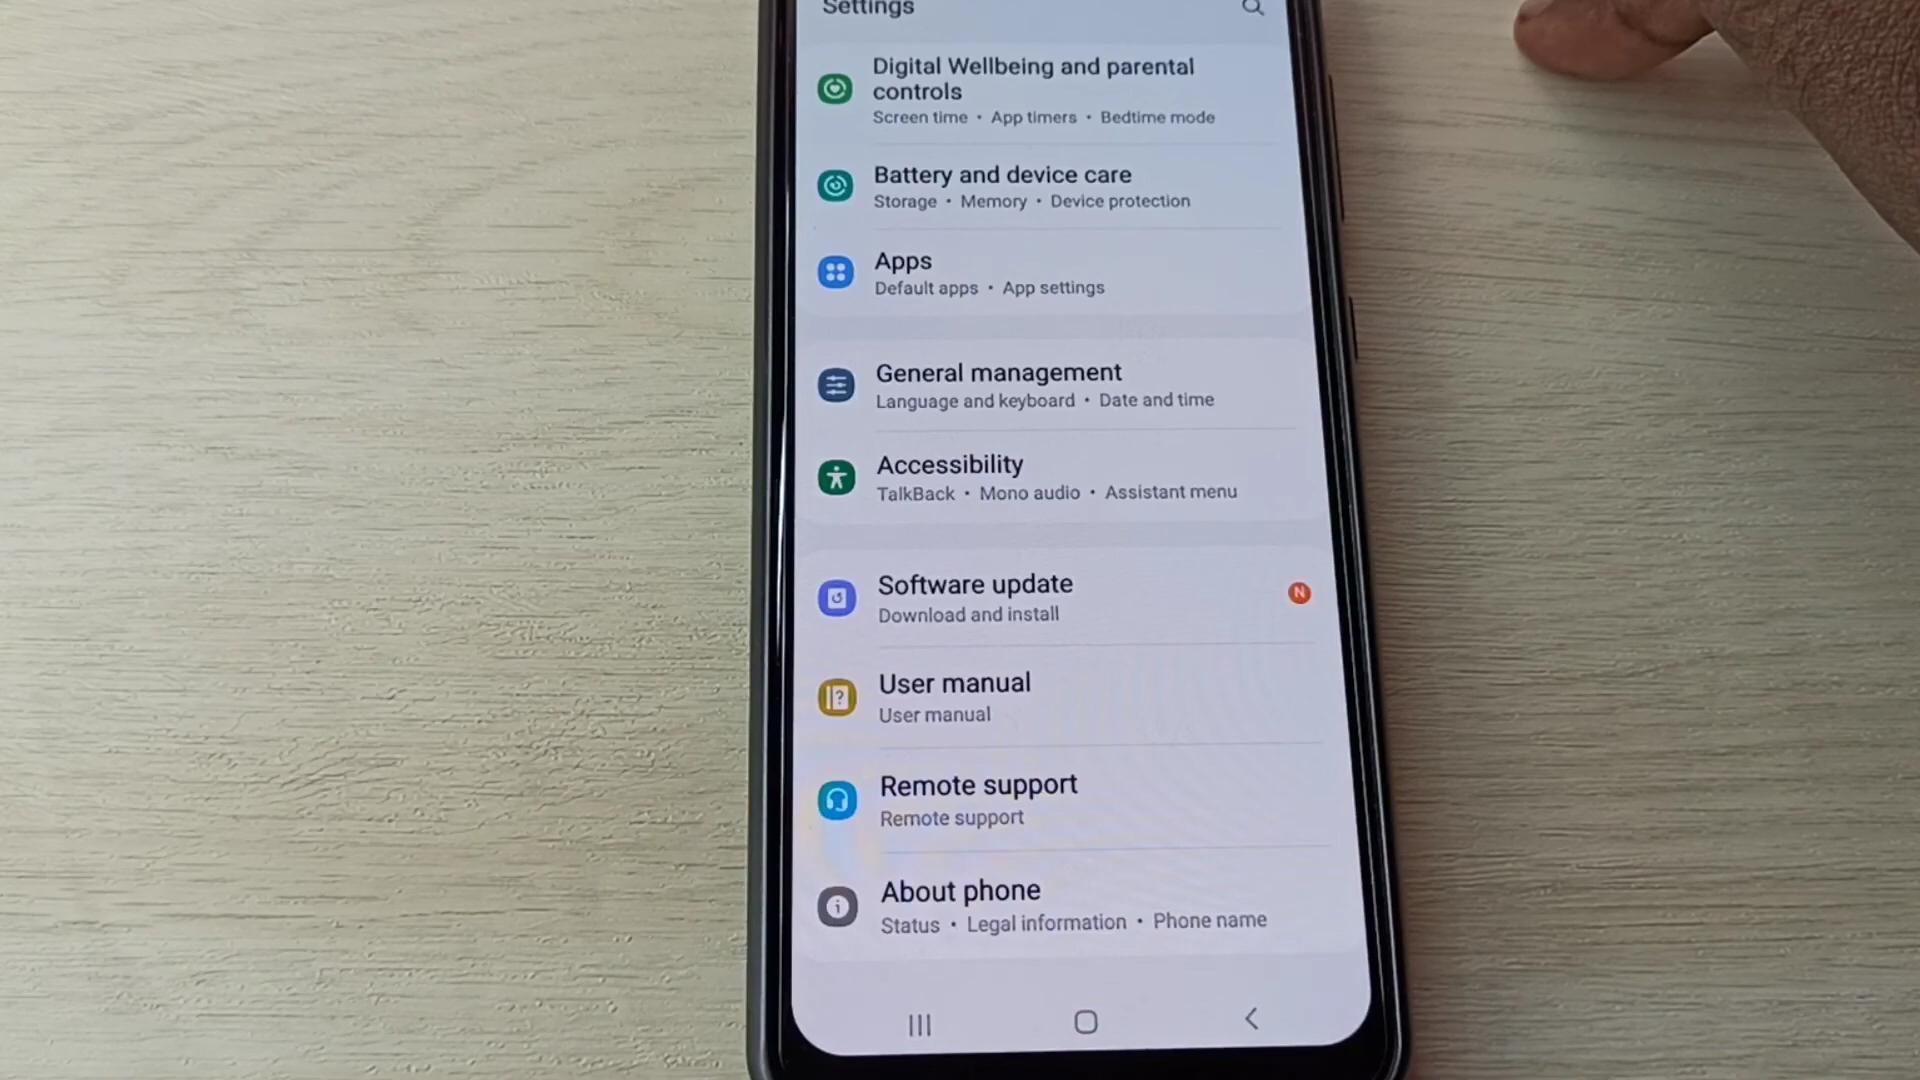 Settings
Digital Wellbeing and parental
controls
Screen time • App timers • Bedtime mode
Battery and device care
Storage • Memory • Device protection
Apps
Default apps • App settings
General management
Language and keyboard • Date and time
Accessibility
TalkBack • Mono audio • Assistant menu
Software update
N
Download and install
User manual
User manual
Remote support
Remote support
About phone
Status • Legal information • Phone name